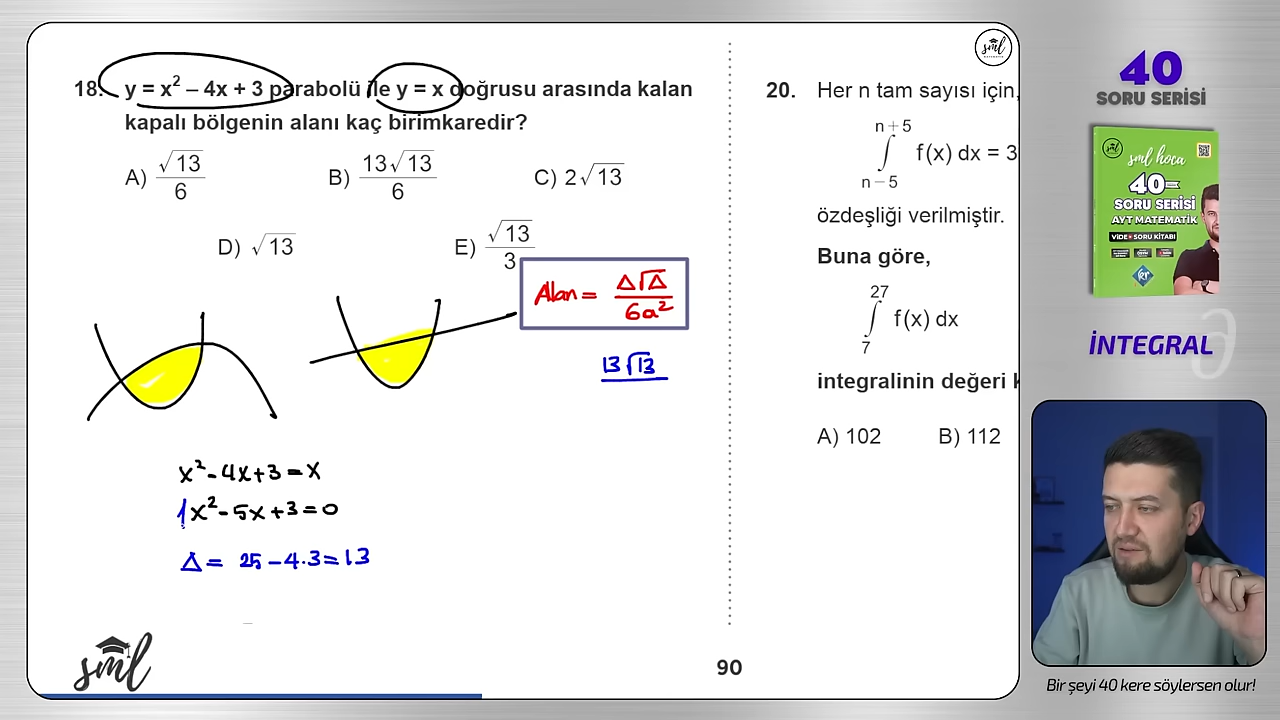 18. y = x² – 4x + 3 parabolü ile y = x doğrusu arasında kalan
kapalı bölgenin alanı kaç birimkaredir?
A) √13/6
B) 13√13/6
C) 2√13
D) √13
E) √13/3
Alan = Δ√Δ/6a²
13√13
x² - 4x + 3 = x
1x² - 5x + 3 = 0
Δ = 25 - 4·3 = 13
sml
90
sml
20. Her n tam sayısı için,
∫ n–5 n+5 f(x) dx = 3
özdeşliği verilmiştir.
Buna göre,
∫ 7 27 f(x) dx
integralinin değeri k
A) 102
B) 112
40
SORU SERİSİ
sml hoca
40
SORU SERİSİ
AYT MATEMATİK
VİDEO SORU KİTABI
İNTEGRAL
Bir şeyi 40 kere söylersen olur!